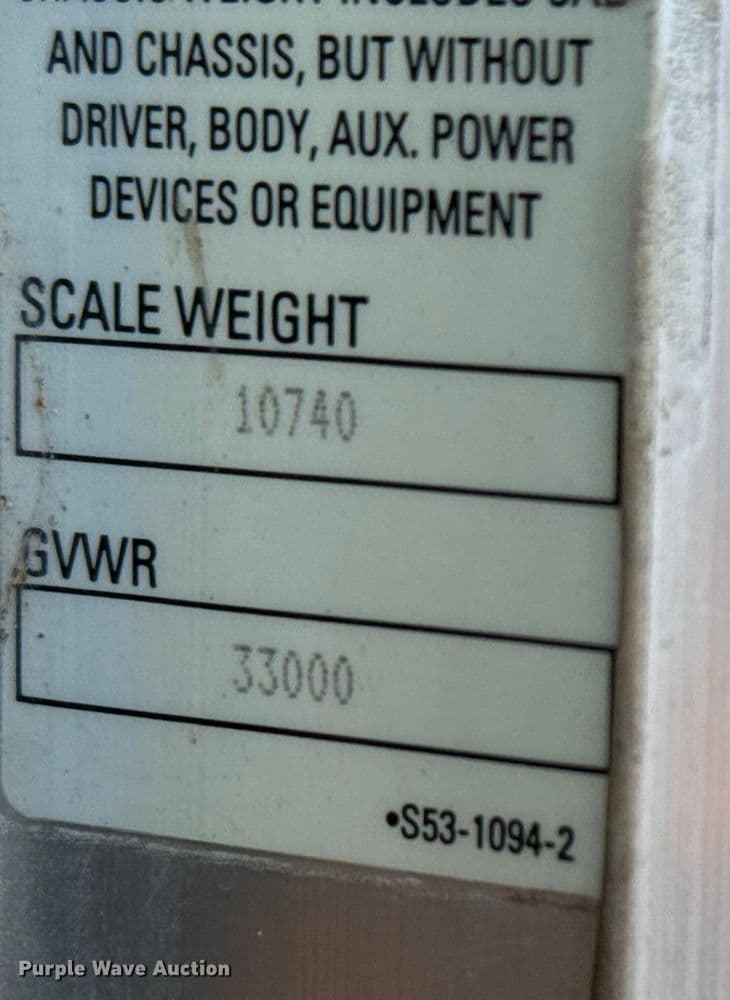 AND CHASSIS, BUT WITHOUT
DRIVER, BODY, AUX. POWER
DEVICES OR EQUIPMENT
SCALE WEIGHT
10740
GVWR
33000
•S53-1094-2
Purple Wave Auction